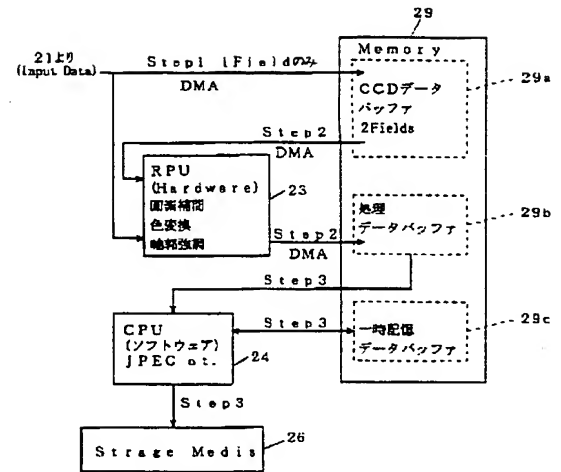 29
21より
(Input Data)
Step1 1Fieldのみ
DMA
Memory
CCDデータ
バッファ
2Fields
29a
Step2
DMA
RPU
(Hardware)
画素補間
色変換
輪郭強調
23
Step2
DMA
処理
データバッファ
29b
Step3
CPU
(ソフトウェア)
JPEC et.
24
Step3
一時記憶
データバッファ
29c
Step3
Strage Medis
26